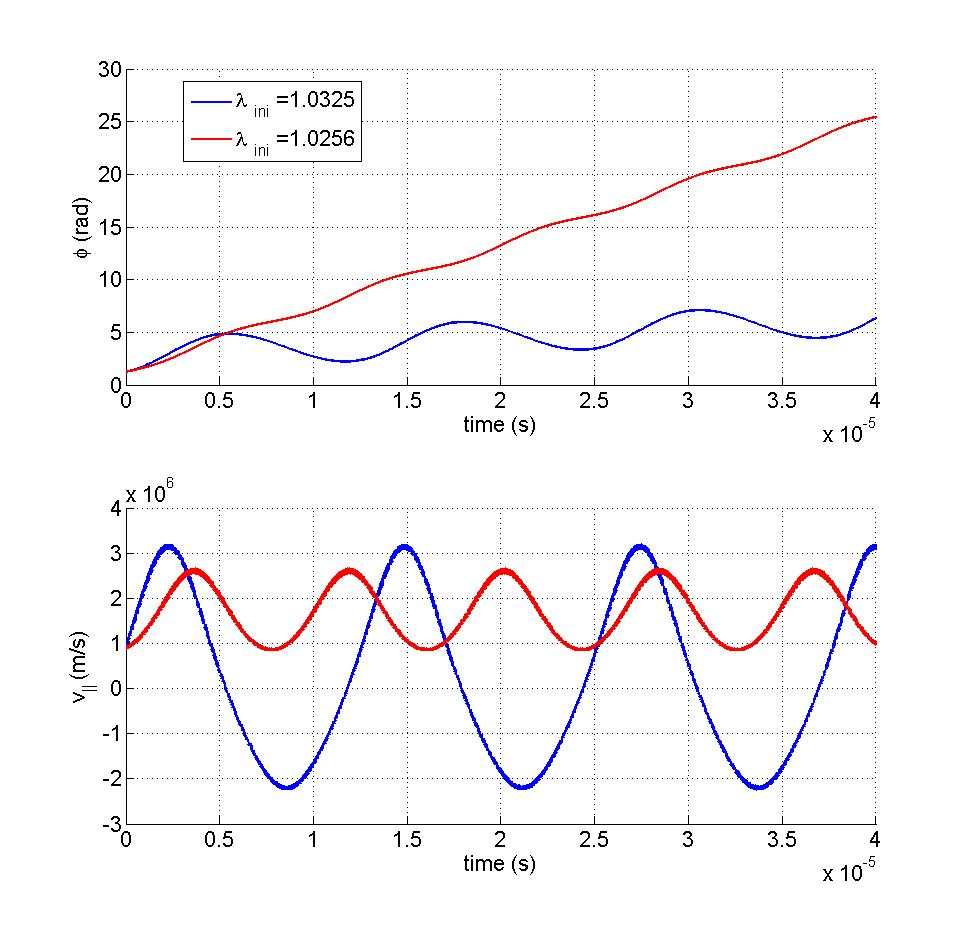 30
25
20
15
10
5
0
φ (rad)
λ ini =1.0325
λ ini =1.0256
0 0.5 1 1.5 2 2.5 3 3.5 4
time (s)
x 10-5
x 106
4
3
2
1
0
-1
-2
-3
v|| (m/s)
0 0.5 1 1.5 2 2.5 3 3.5 4
time (s)
x 10-5